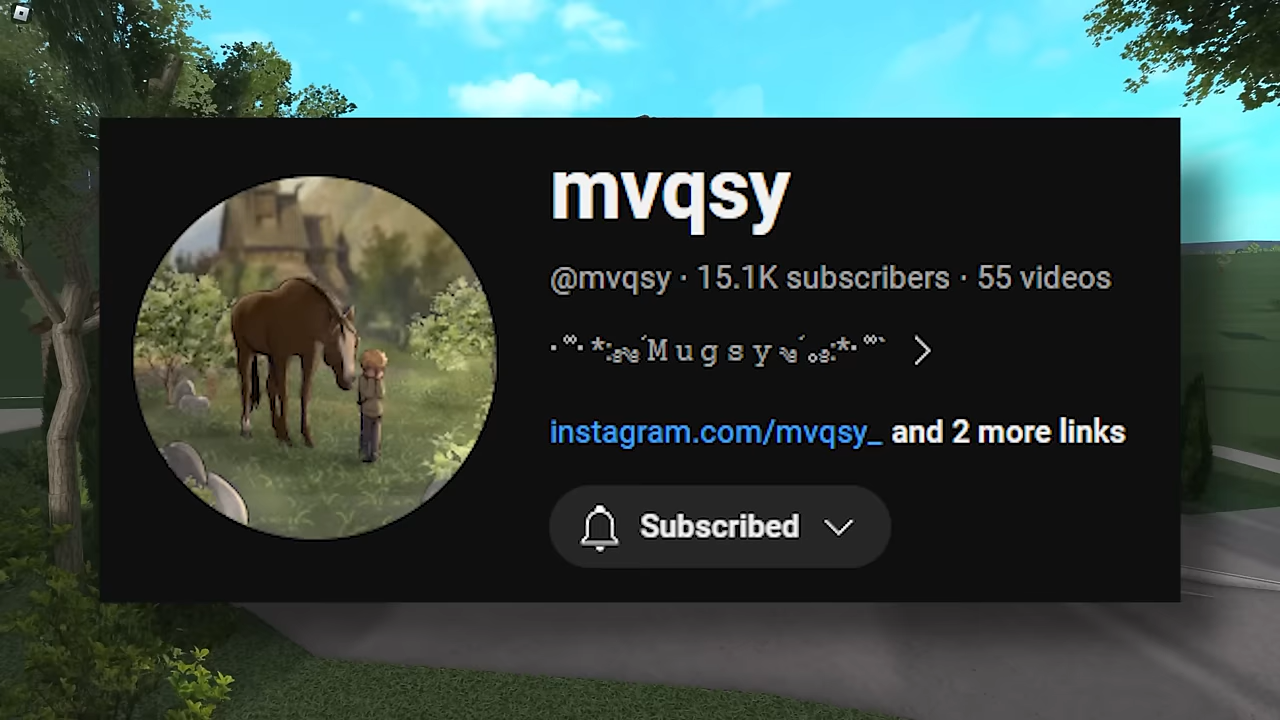 mvqsy
@mvqsy · 15.1K subscribers · 55 videos
Mugsy
instagram.com/mvqsy_ and 2 more links
Subscribed